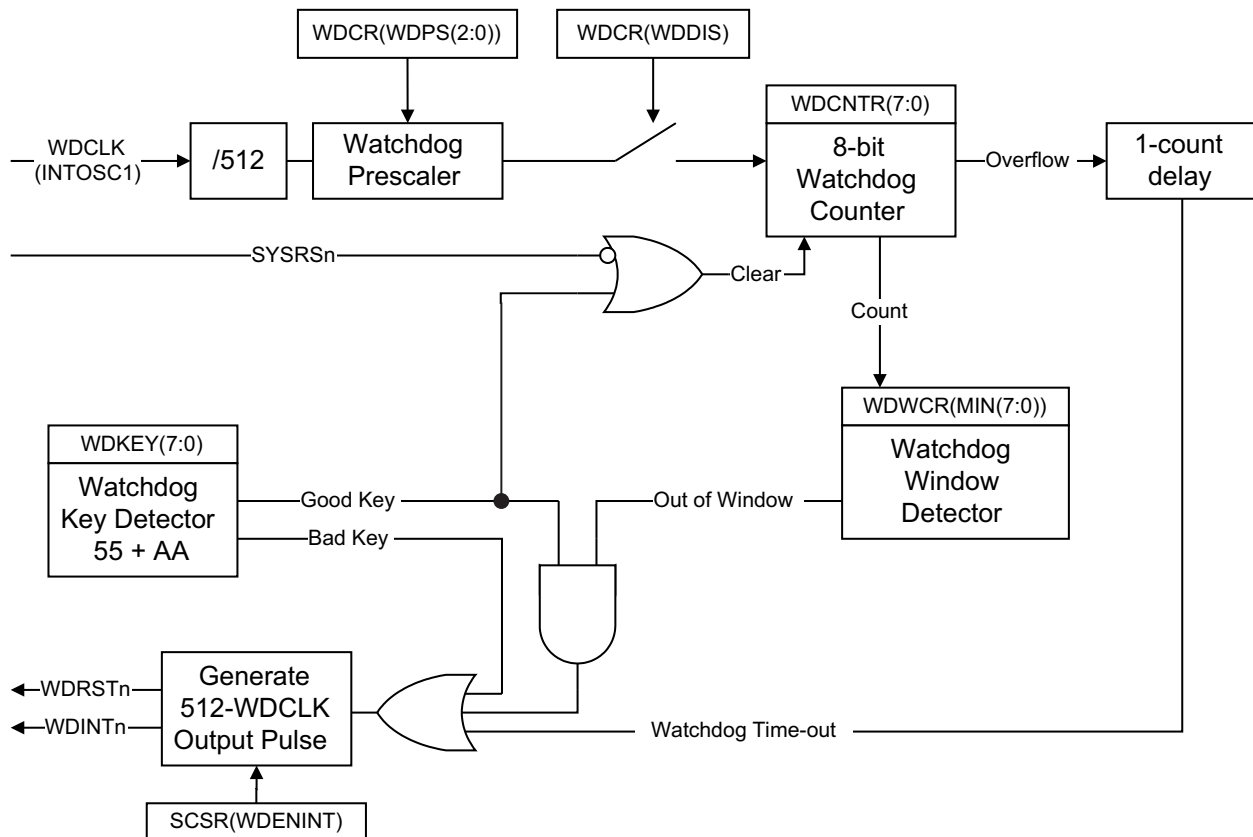 WDCR(WDPS(2:0))
WDCR(WDDIS)
WDCNTR(7:0)
WDCLK
(INTOSC1)
/512
Watchdog
Prescaler
8-bit
Watchdog
Counter
Overflow
1-count
delay
SYSRSn
Clear
Count
WDWCR(MIN(7:0))
Watchdog
Window
Detector
WDKEY(7:0)
Watchdog
Key Detector
55 + AA
Good Key
Bad Key
Out of Window
WDRSTn
WDINTn
Generate
512-WDCLK
Output Pulse
Watchdog Time-out
SCSR(WDENINT)